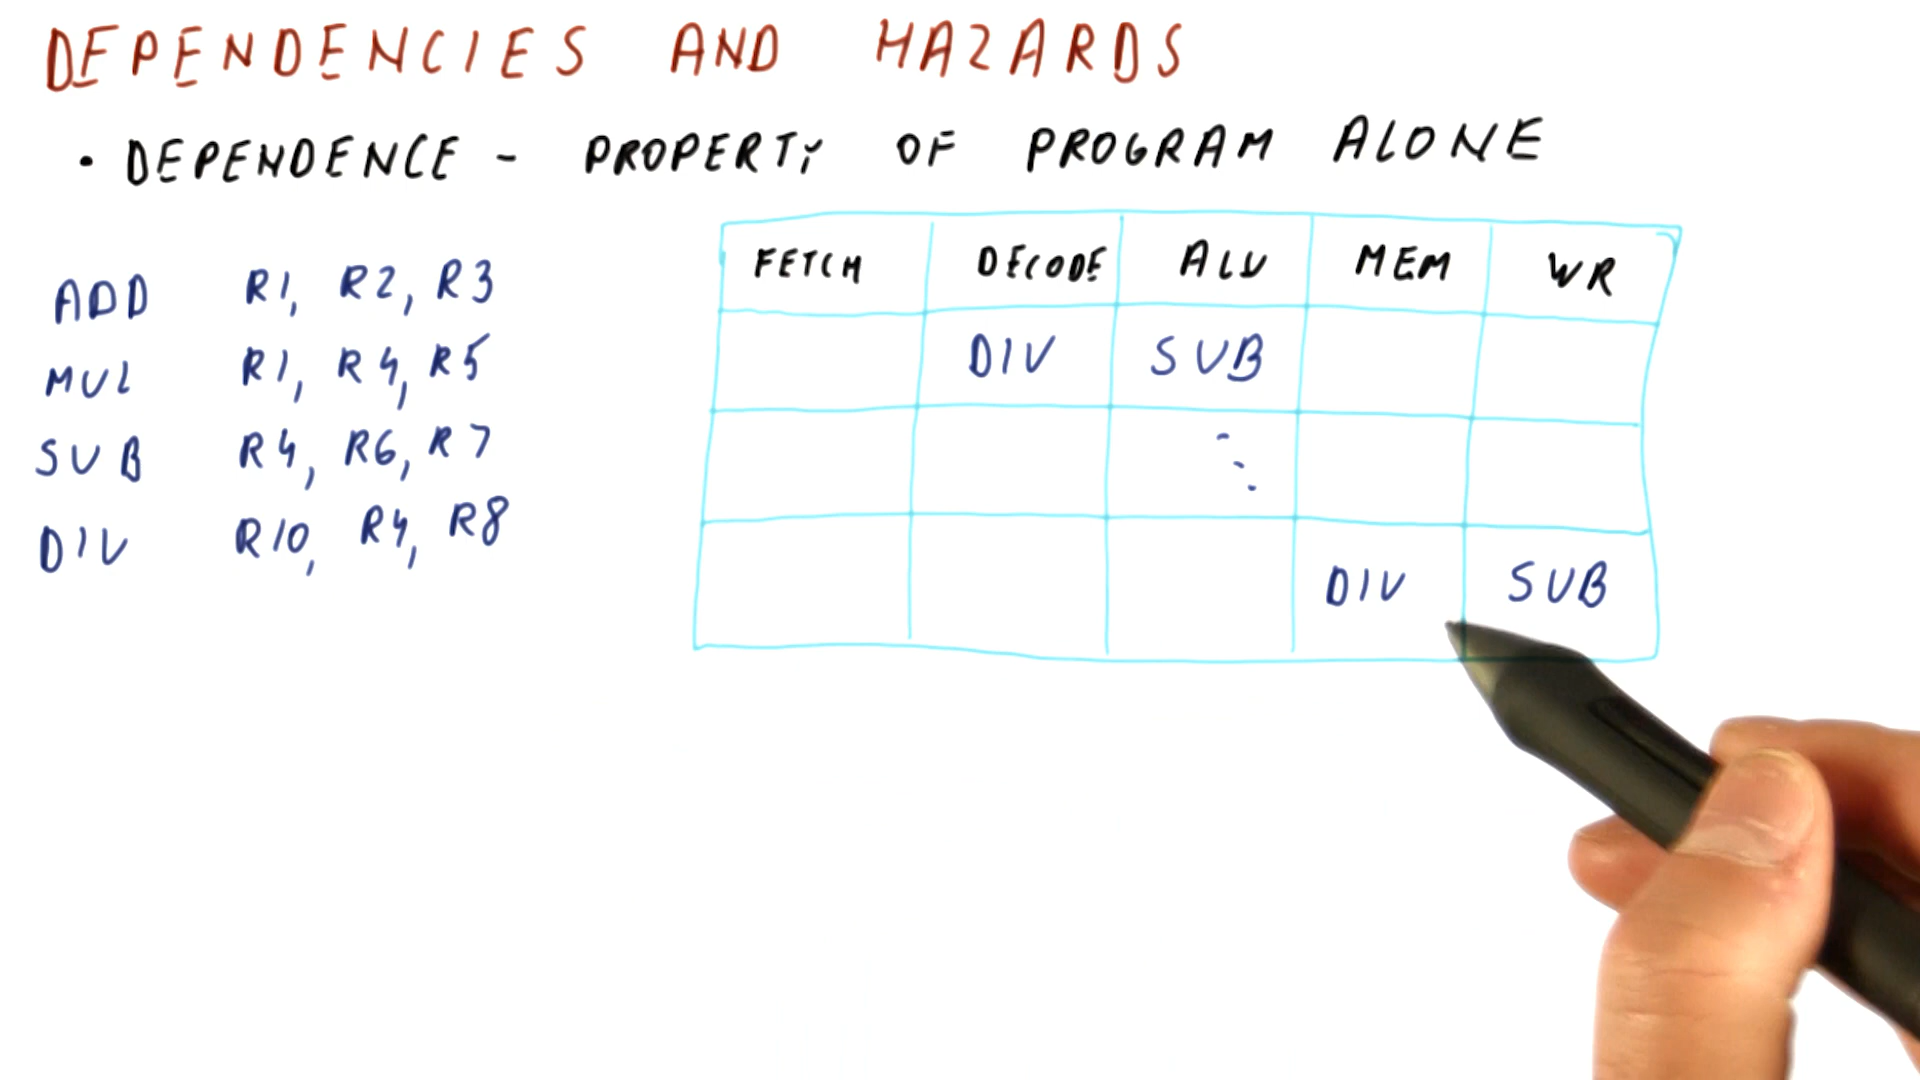 DEPENDENCIES AND HAZARDS
• DEPENDENCE - PROPERTY OF PROGRAM ALONE
ADD R1, R2, R3
MUL R1, R4, R5
SUB R4, R6, R7
DIV R10, R4, R8
FETCH DECODE ALU MEM WR
DIV SUB
DIV SUB